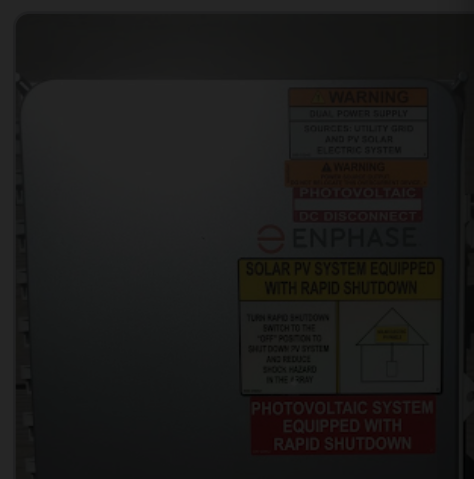 WARNING
DUAL POWER SUPPLY
SOURCES: UTILITY GRID
AND PV SOLAR
ELECTRIC SYSTEM
WARNING
PHOTOVOLTAIC
DC DISCONNECT
ENPHASE
SOLAR PV SYSTEM EQUIPPED
WITH RAPID SHUTDOWN
TURN RAPID SHUTDOWN
SWITCH TO THE
"OFF" POSITION TO
SHUTDOWN PV SYSTEM
AND REDUCE
SHOCK HAZARD
IN THE ARRAY
PHOTOVOLTAIC SYSTEM
EQUIPPED WITH
RAPID SHUTDOWN